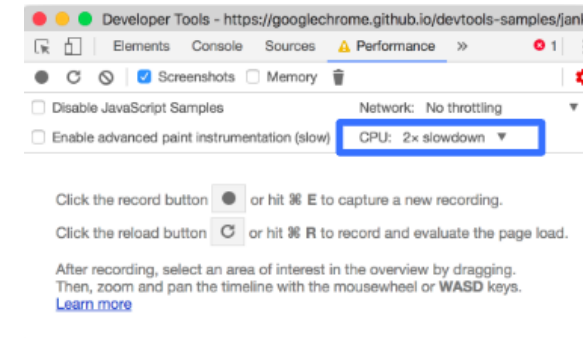 Developer Tools - https://googlechrome.github.io/devtools-samples/jan
Elements Console Sources Performance » 1
Screenshots Memory
Disable JavaScript Samples Network: No throttling ▼
Enable advanced paint instrumentation (slow) CPU: 2× slowdown ▼
Click the record button or hit ⌘ E to capture a new recording.
Click the reload button or hit ⌘ R to record and evaluate the page load.
After recording, select an area of interest in the overview by dragging.
Then, zoom and pan the timeline with the mousewheel or WASD keys.
Learn more